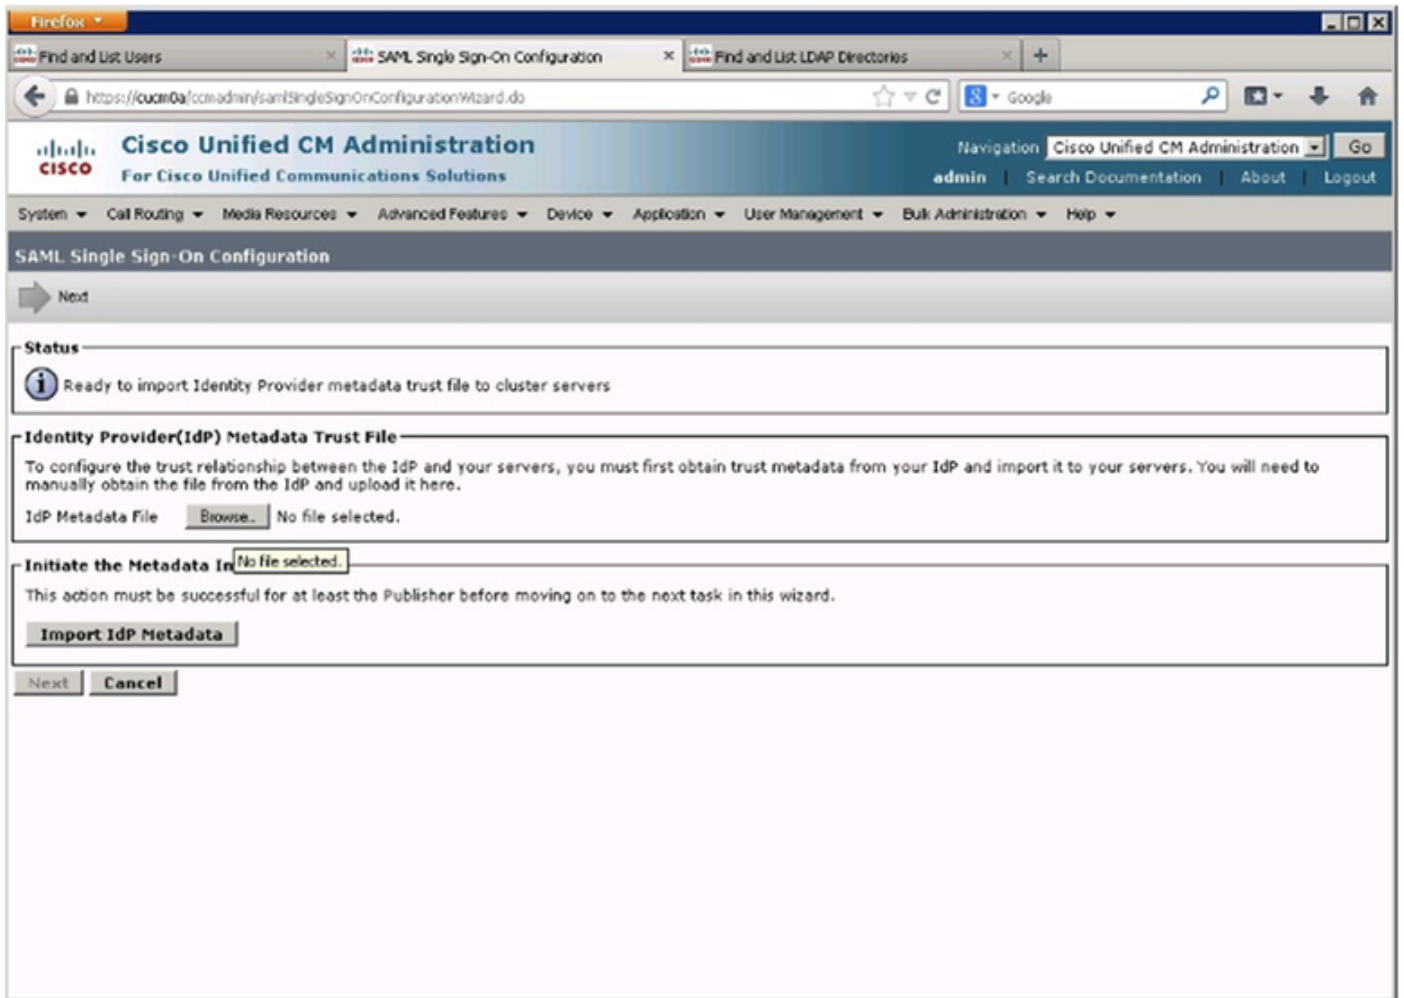 Firefox
Find and List Users
SAML Single Sign-On Configuration
Find and List LDAP Directories
https://cucm0a/ccmadmin/samlSingleSignOnConfigurationWizard.do
Google
Cisco Unified CM Administration
For Cisco Unified Communications Solutions
CISCO
Navigation Cisco Unified CM Administration Go
admin | Search Documentation | About | Logout
System Call Routing Media Resources Advanced Features Device Application User Management Bulk Administration Help
SAML Single Sign-On Configuration
Next
Status
Ready to import Identity Provider metadata trust file to cluster servers
Identity Provider(IdP) Metadata Trust File
To configure the trust relationship between the IdP and your servers, you must first obtain trust metadata from your IdP and import it to your servers. You will need to
manually obtain the file from the IdP and upload it here.
IdP Metadata File Browse.. No file selected.
Initiate the Metadata Im
No file selected.
This action must be successful for at least the Publisher before moving on to the next task in this wizard.
Import IdP Metadata
Next Cancel